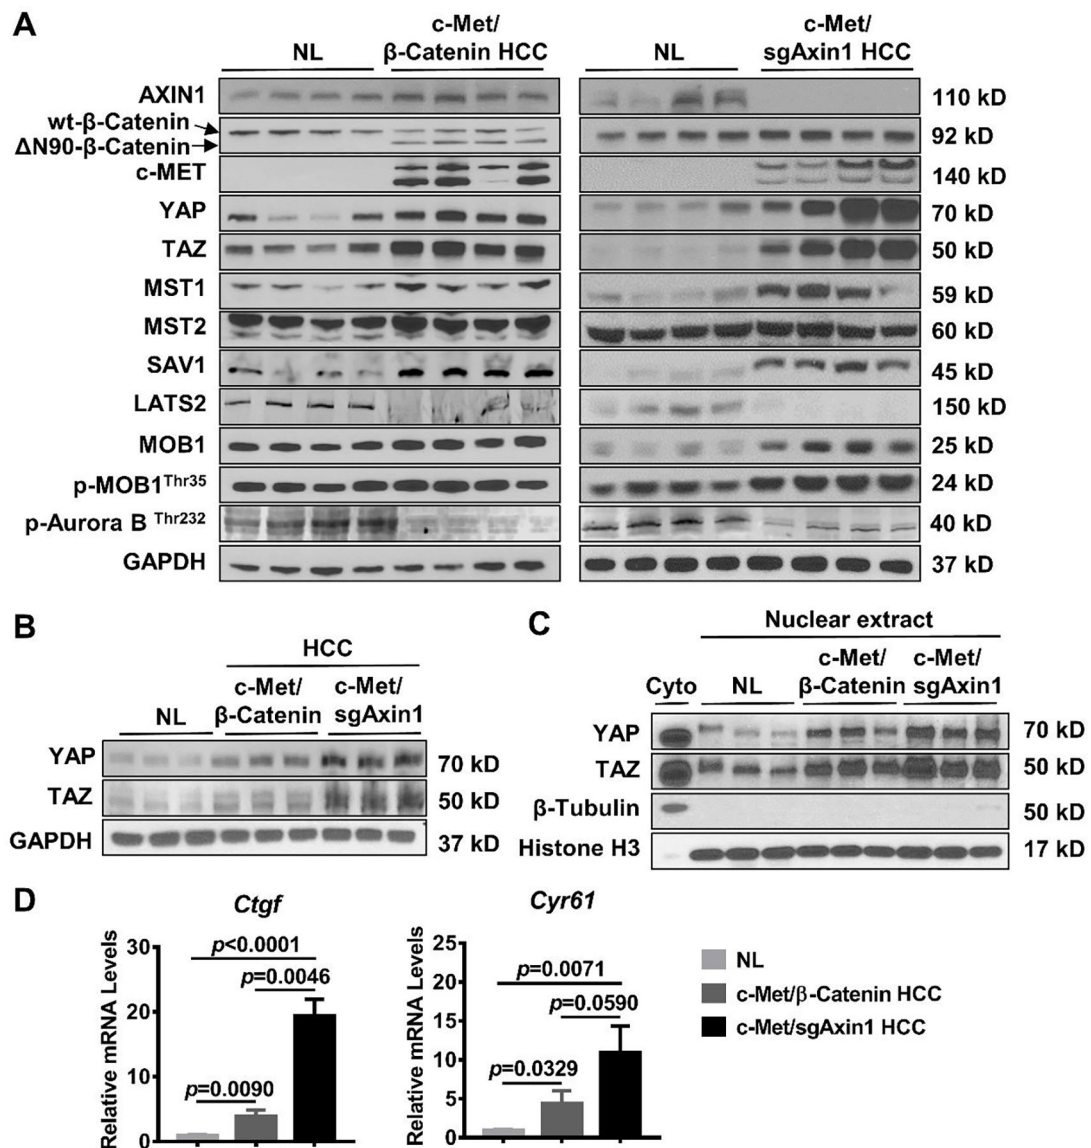 A
NL
c-Met/
β-Catenin HCC
NL
c-Met/
sgAxin1 HCC
AXIN1
110 kD
wt-β-Catenin
ΔN90-β-Catenin
92 kD
c-MET
140 kD
YAP
70 kD
TAZ
50 kD
MST1
59 kD
MST2
60 kD
SAV1
45 kD
LATS2
150 kD
MOB1
25 kD
p-MOB1Thr35
24 kD
p-Aurora B Thr232
40 kD
GAPDH
37 kD
B
HCC
NL
c-Met/
β-Catenin
c-Met/
sgAxin1
YAP
70 kD
TAZ
50 kD
GAPDH
37 kD
C
Nuclear extract
Cyto
NL
c-Met/
β-Catenin
c-Met/
sgAxin1
YAP
70 kD
TAZ
50 kD
β-Tubulin
50 kD
Histone H3
17 kD
D
Ctgf
Relative mRNA Levels
30
20
10
0
p<0.0001
p=0.0046
p=0.0090
Cyr61
Relative mRNA Levels
25
20
15
10
5
0
p=0.0071
p=0.0590
p=0.0329
NL
c-Met/β-Catenin HCC
c-Met/sgAxin1 HCC